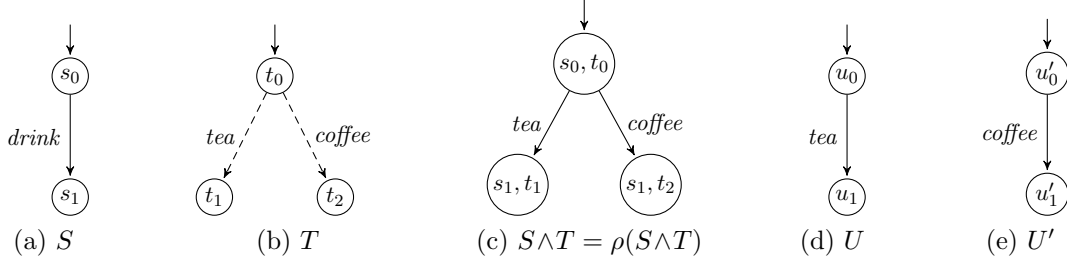 s₀
drink
s₁
(a) S
t₀
tea
coffee
t₁
t₂
(b) T
s₀, t₀
tea
coffee
s₁, t₁
s₁, t₂
(c) S∧T = ρ(S∧T)
u₀
tea
u₁
(d) U
u′₀
coffee
u′₁
(e) U′